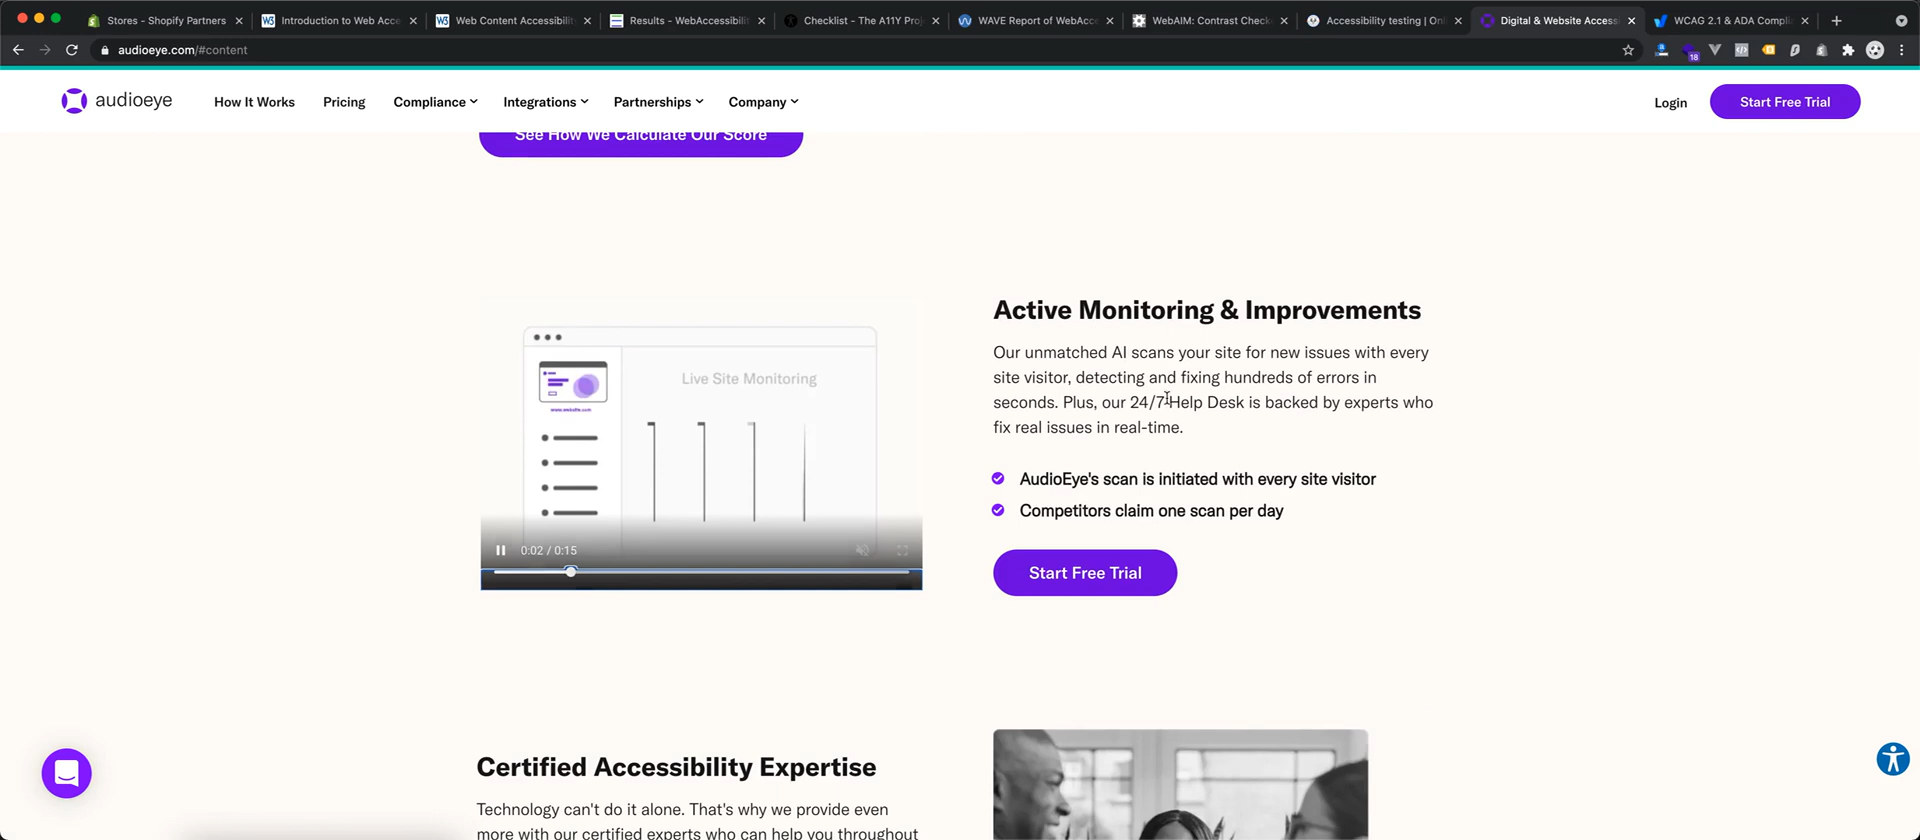 Stores - Shopify Partners
Introduction to Web Acce
Web Content Accessibility
Results – WebAccessibili
Checklist - The A11Y Proj
WAVE Report of WebAcc
WebAIM: Contrast Check
Accessibility testing | Onl
Digital & Website Access
WCAG 2.1 & ADA Compli
audioeye.com/#content
18
audioeye
How It Works
Pricing
Compliance
Integrations
Partnerships
Company
Login
Start Free Trial
See How We Calculate Our Score
Live Site Monitoring
www.website.com
0:02 / 0:15
Active Monitoring & Improvements
Our unmatched AI scans your site for new issues with every
site visitor, detecting and fixing hundreds of errors in
seconds. Plus, our 24/7 Help Desk is backed by experts who
fix real issues in real-time.
AudioEye's scan is initiated with every site visitor
Competitors claim one scan per day
Start Free Trial
Certified Accessibility Expertise
Technology can't do it alone. That's why we provide even
more with our certified experts who can help you throughout